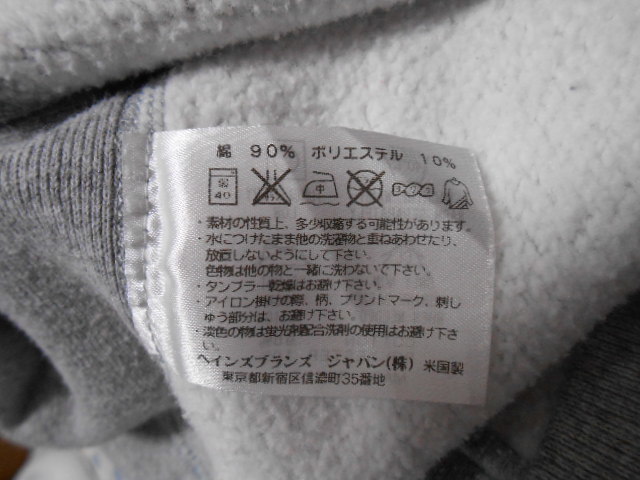 綿 90% ポリエステル 10%
弱
40
中
・素材の性質上、多少収縮する可能性があります。
・水につけたまま他の洗濯物と重ねあわせたり、
放置しないようにして下さい。
色物は他の物と一緒に洗わないで下さい。
・タンブラー乾燥はお避け下さい。
・アイロン掛けの際、柄、プリントマーク、刺し
ゅう部分は、お避け下さい。
・淡色の物は蛍光剤配合洗剤の使用はお避け下さ
い。
ヘインズブランズ ジャパン(株) 米国製
東京都新宿区信濃町35番地